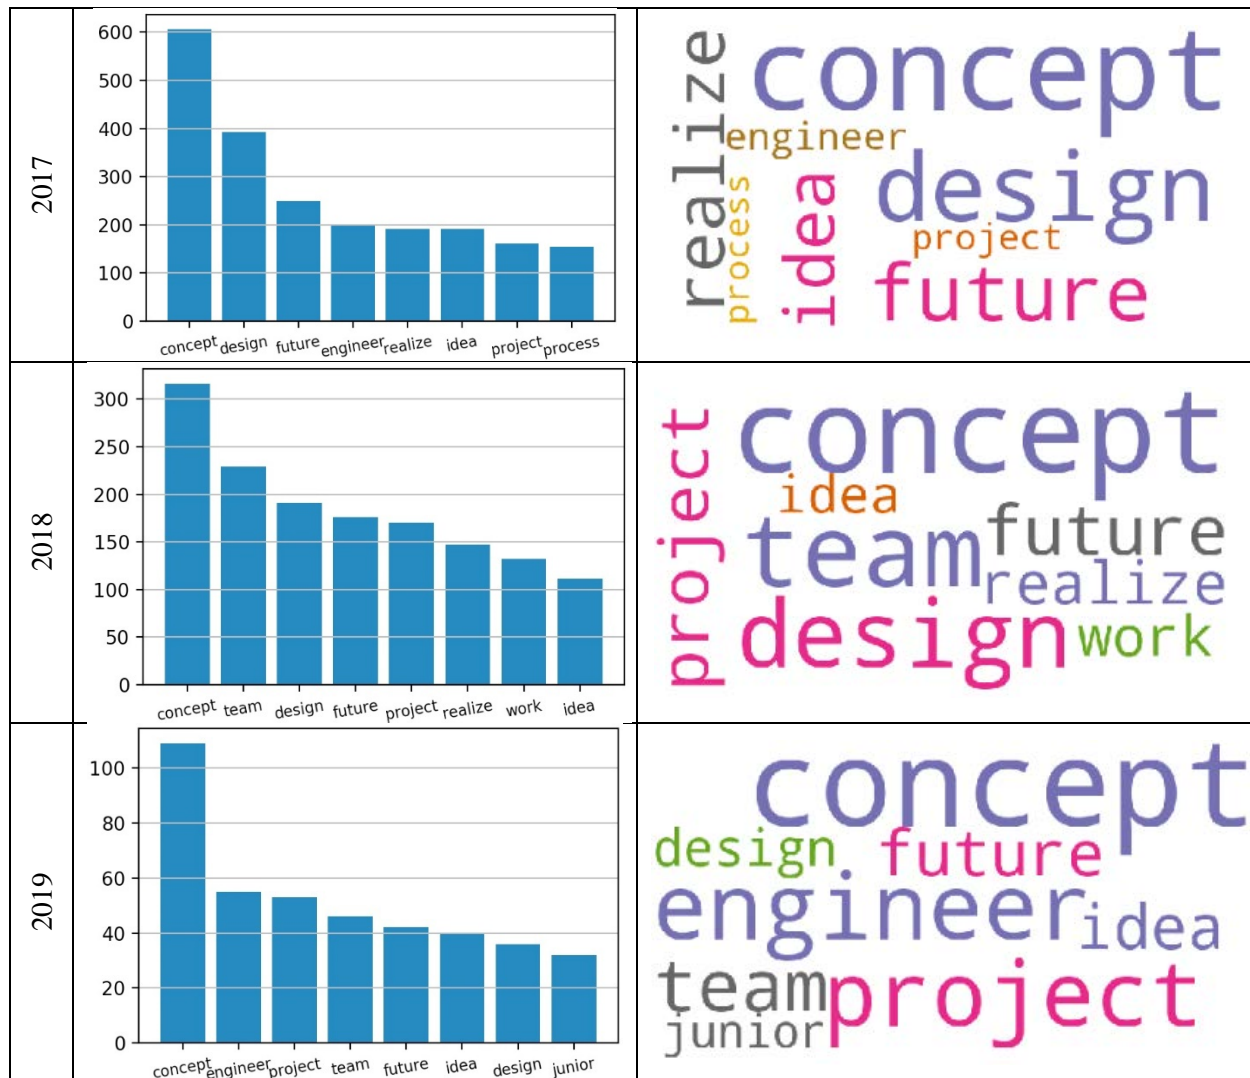 2017
600
500
400
300
200
100
0
concept design future engineer realize idea project process
realize
concept
engineer
process
idea
design
project
future
2018
300
250
200
150
100
50
0
concept team design future project realize work idea
project
concept
idea
team
future
realize
design
work
2019
100
80
60
40
20
0
concept engineer project team future idea design junior
concept
design
future
engineer
idea
team
project
junior